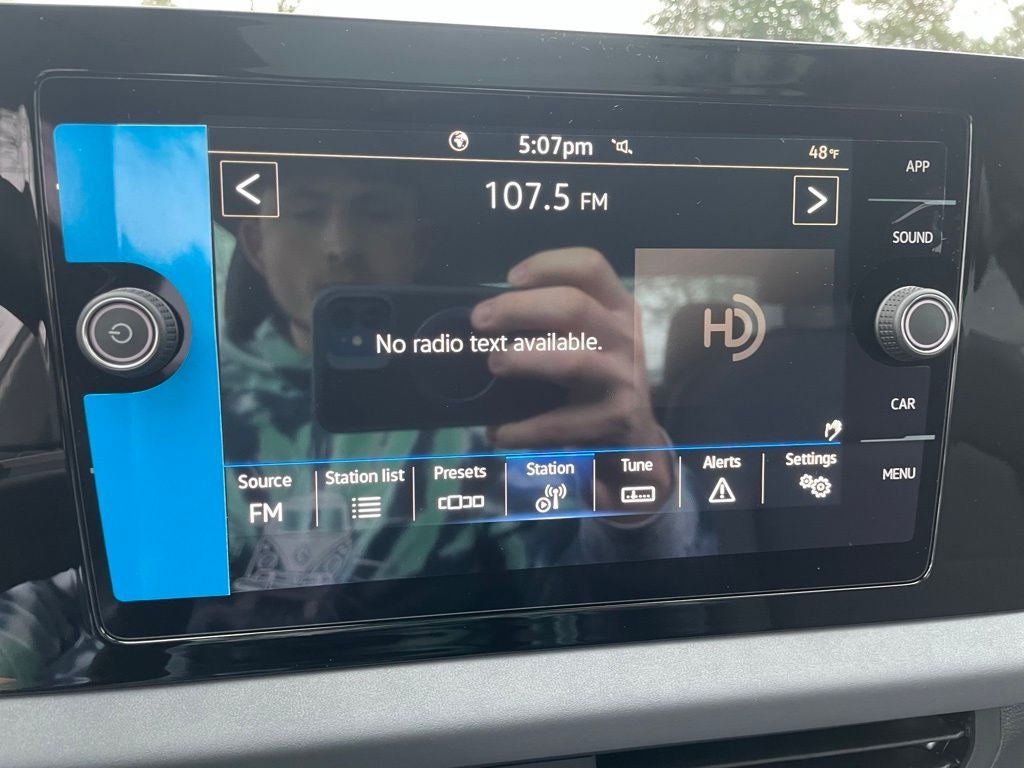 5:07pm
48°F
APP
107.5 FM
SOUND
HD
No radio text available.
CAR
Source
FM
Station list
Presets
Station
Tune
Alerts
Settings
MENU